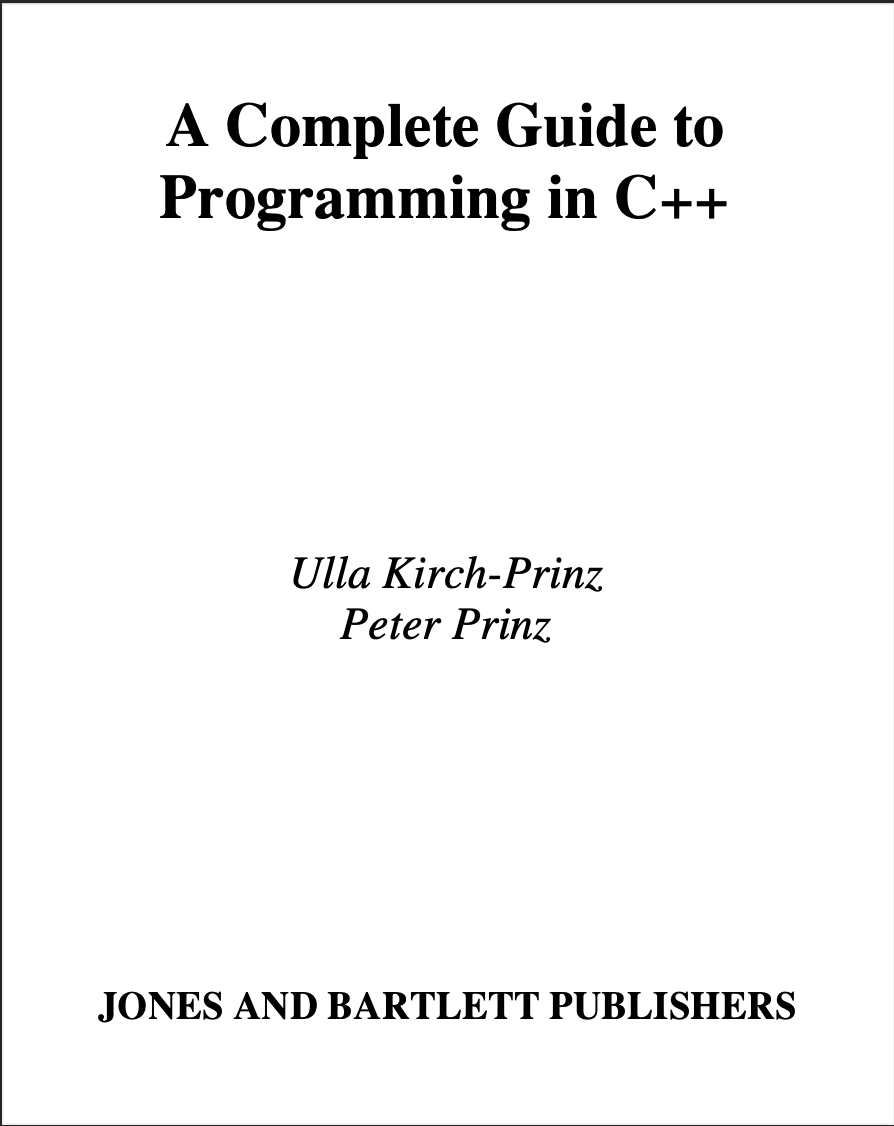 A Complete Guide to
Programming in C++
Ulla Kirch-Prinz
Peter Prinz
JONES AND BARTLETT PUBLISHERS